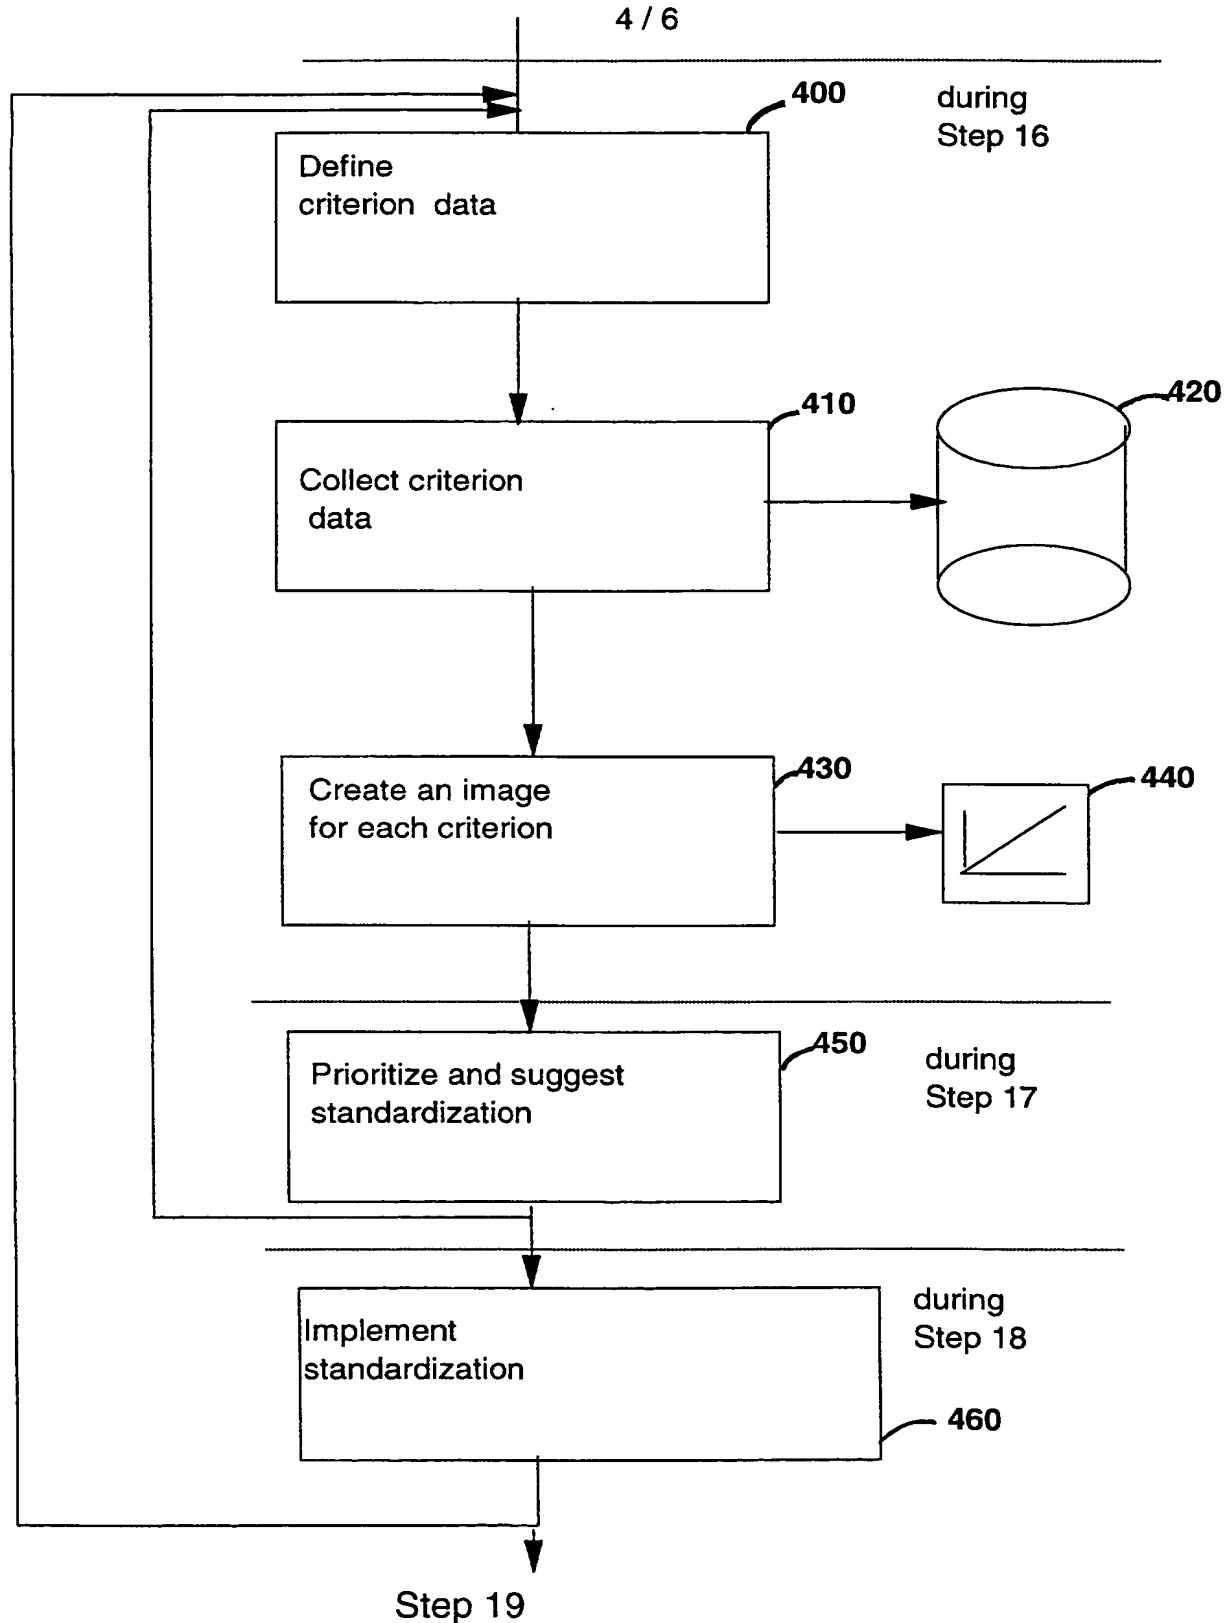 4 / 6
400
during
Step 16
Define
criterion data
410
420
Collect criterion
data
430
440
Create an image
for each criterion
450
during
Step 17
Prioritize and suggest
standardization
during
Step 18
Implement
standardization
460
Step 19